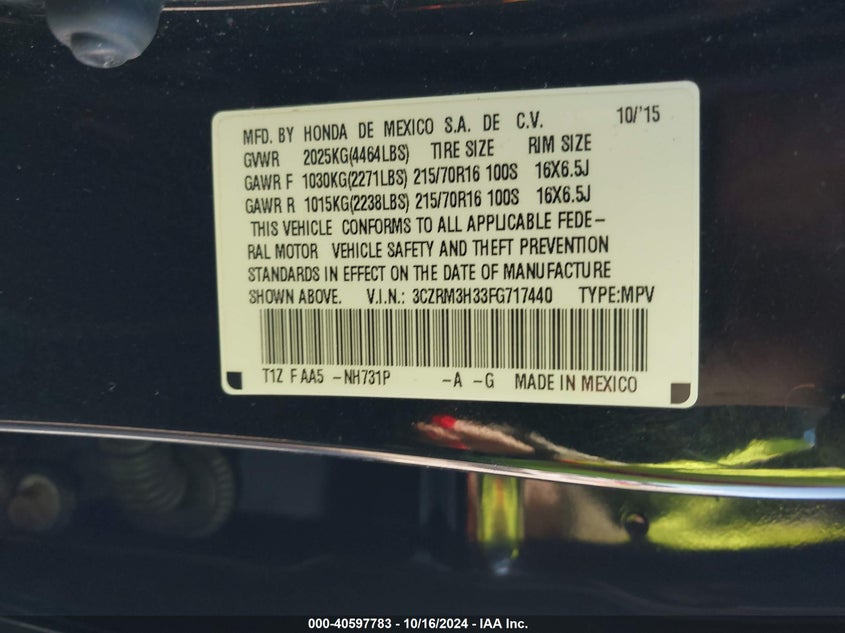 MFD. BY HONDA DE MEXICO S.A. DE C.V. 10/'15
GVWR 2025KG(4464LBS) TIRE SIZE RIM SIZE
GAWR F 1030KG(2271LBS) 215/70R16 100S 16X6.5J
GAWR R 1015KG(2238LBS) 215/70R16 100S 16X6.5J
THIS VEHICLE CONFORMS TO ALL APPLICABLE FEDE-
RAL MOTOR VEHICLE SAFETY AND THEFT PREVENTION
STANDARDS IN EFFECT ON THE DATE OF MANUFACTURE
SHOWN ABOVE. V.I.N.: 3CZRM3H33FG717440 TYPE:MPV
T1Z F AA5 -NH731P -A -G MADE IN MEXICO
000-40597783 - 10/16/2024 - IAA Inc.